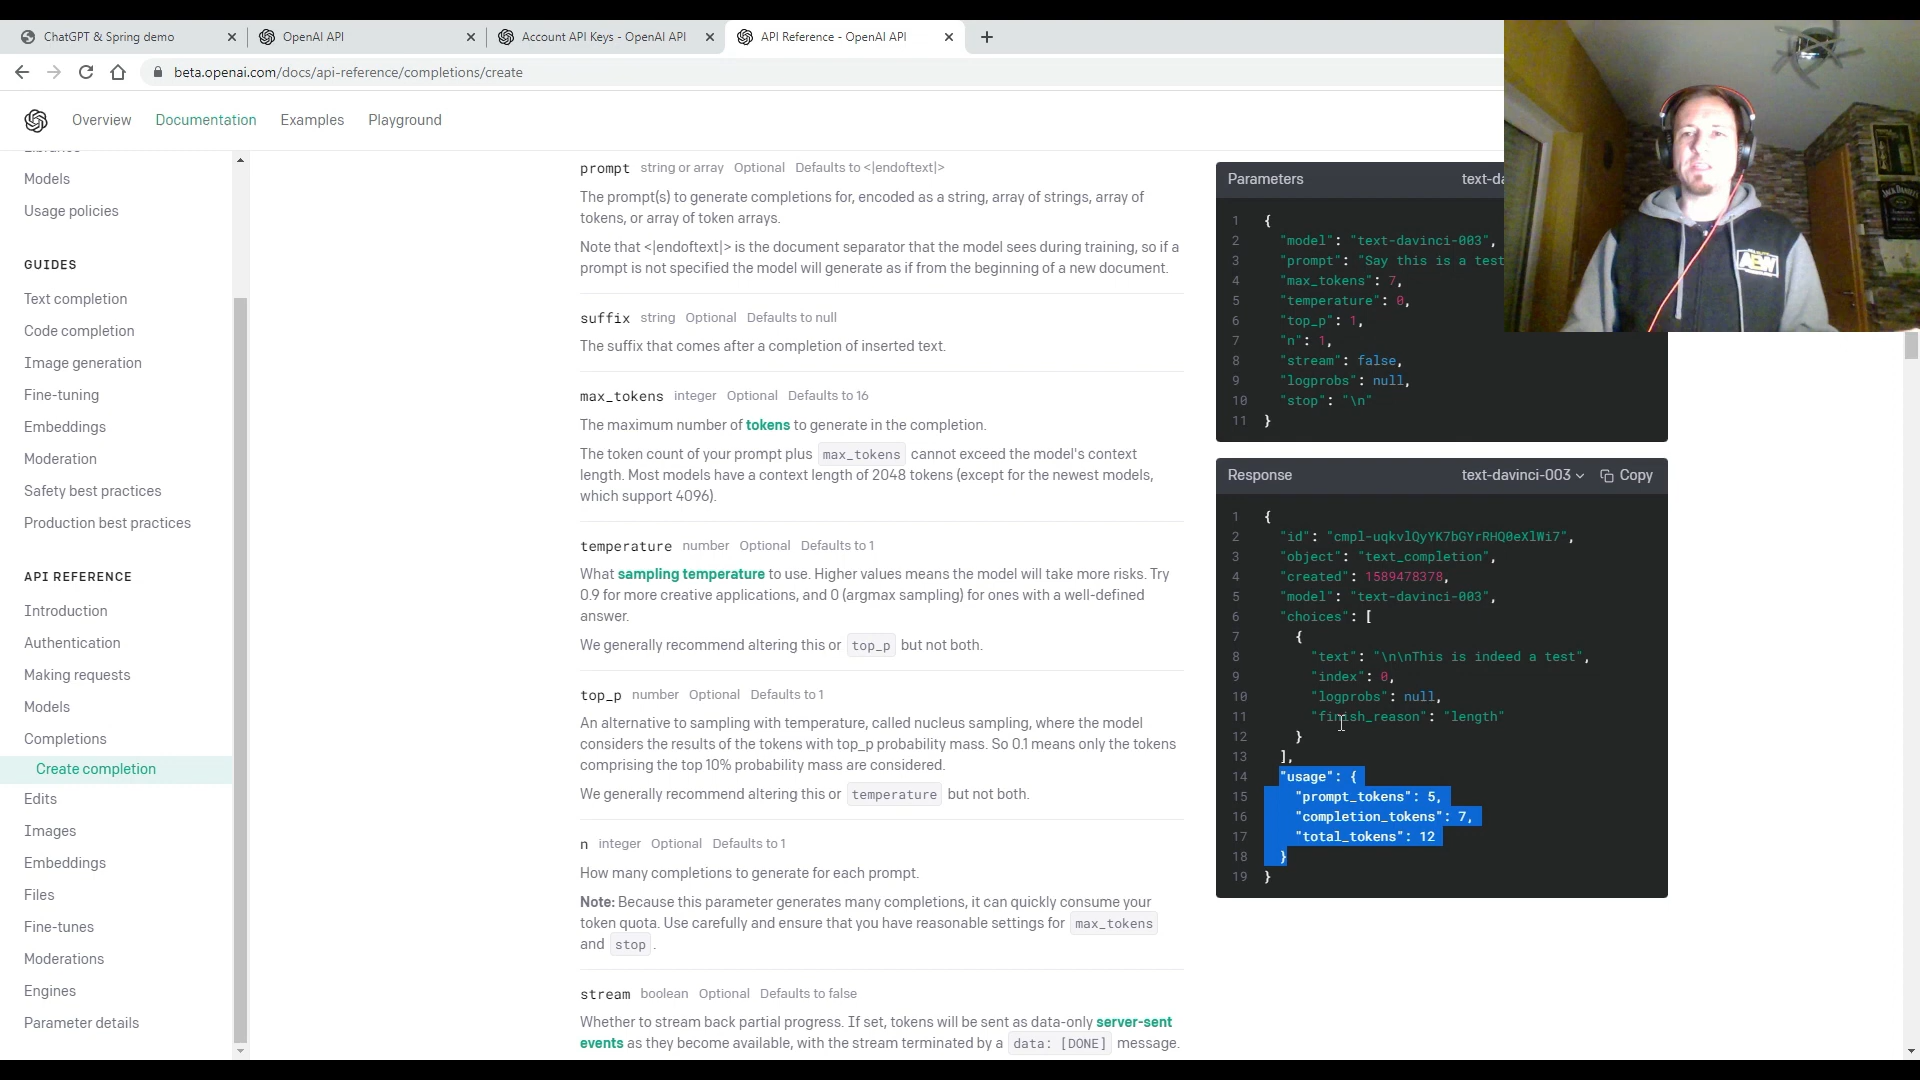 ChatGPT & Spring demo
OpenAI API
Account API Keys - OpenAI API
API Reference - OpenAI API
beta.openai.com/docs/api-reference/completions/create
Overview
Documentation
Examples
Playground
Models
Usage policies
GUIDES
Text completion
Code completion
Image generation
Fine-tuning
Embeddings
Moderation
Safety best practices
Production best practices
API REFERENCE
Introduction
Authentication
Making requests
Models
Completions
Create completion
Edits
Images
Embeddings
Files
Fine-tunes
Moderations
Engines
Parameter details
prompt string or array Optional Defaults to <|endoftext|>
The prompt(s) to generate completions for, encoded as a string, array of strings, array of
tokens, or array of token arrays.
Note that <|endoftext|> is the document separator that the model sees during training, so if a
prompt is not specified the model will generate as if from the beginning of a new document.
suffix string Optional Defaults to null
The suffix that comes after a completion of inserted text.
max_tokens integer Optional Defaults to 16
The maximum number of tokens to generate in the completion.
The token count of your prompt plus max_tokens cannot exceed the model's context
length. Most models have a context length of 2048 tokens (except for the newest models,
which support 4096).
temperature number Optional Defaults to 1
What sampling temperature to use. Higher values means the model will take more risks. Try
0.9 for more creative applications, and 0 (argmax sampling) for ones with a well-defined
answer.
We generally recommend altering this or top_p but not both.
top_p number Optional Defaults to 1
An alternative to sampling with temperature, called nucleus sampling, where the model
considers the results of the tokens with top_p probability mass. So 0.1 means only the tokens
comprising the top 10% probability mass are considered.
We generally recommend altering this or temperature but not both.
n integer Optional Defaults to 1
How many completions to generate for each prompt.
Note: Because this parameter generates many completions, it can quickly consume your
token quota. Use carefully and ensure that you have reasonable settings for max_tokens
and stop .
stream boolean Optional Defaults to false
Whether to stream back partial progress. If set, tokens will be sent as data-only server-sent
events as they become available, with the stream terminated by a data: [DONE] message.
Parameters text-da
1 {
2 "model": "text-davinci-003",
3 "prompt": "Say this is a test
4 "max_tokens": 7,
5 "temperature": 0,
6 "top_p": 1,
7 "n": 1,
8 "stream": false,
9 "logprobs": null,
10 "stop": "\n"
11 }
Response text-davinci-003 Copy
1 {
2 "id": "cmpl-uqkvlQyYK7bGYrRHQ0eXlWi7",
3 "object": "text_completion",
4 "created": 1589478378,
5 "model": "text-davinci-003",
6 "choices": [
7 {
8 "text": "\n\nThis is indeed a test",
9 "index": 0,
10 "logprobs": null,
11 "finish_reason": "length"
12 }
13 ],
14 "usage": {
15 "prompt_tokens": 5,
16 "completion_tokens": 7,
17 "total_tokens": 12
18 }
19 }
AEW
JACK DANIEL'S